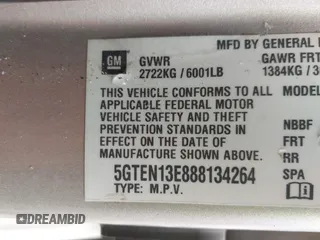 MFD BY GENERAL
GM GVWR GAWR FRT
2722KG / 6001LB 1384KG / 3
THIS VEHICLE CONFORMS TO ALL MODEL
APPLICABLE FEDERAL MOTOR
VEHICLE SAFETY AND THEFT NBBF
PREVENTION STANDARDS IN FRT
EFFECT ON THE DATE OF RR
MANUFACTURE SHOWN ABOVE. SPA
5GTEN13E888134264
TYPE: M.P.V.
bidfax.info